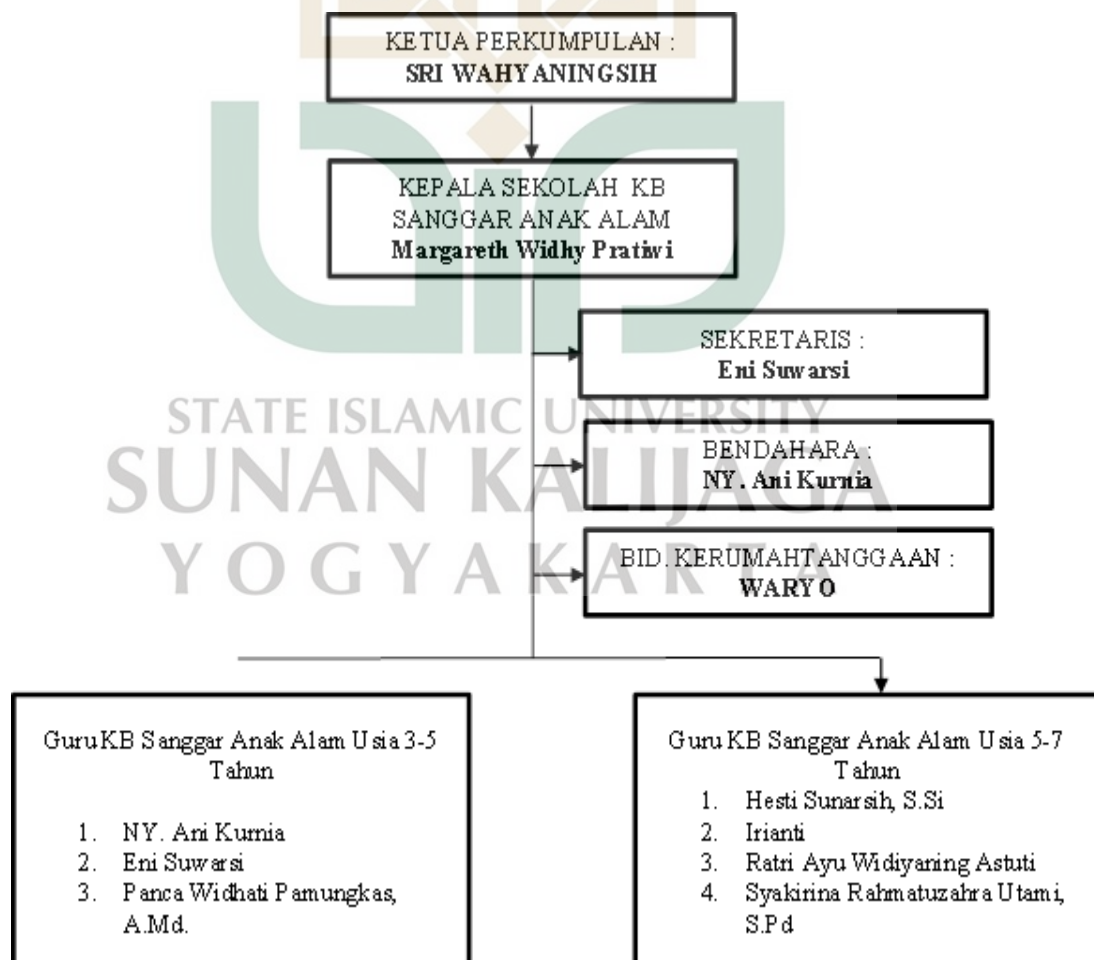 KETUA PERKUMPULAN :
SRI WAHYANINGSIH
KEPALA SEKOLAH KB
SANGGAR ANAK ALAM
Margareth Widhy Pratiwi
SEKRETARIS :
Eni Suwarsi
STATE ISLAMIC UNIVERSITY
SUNAN KALIJAGA
YOGYAKARTA
BENDAHARA :
NY. Ani Kurnia
BID. KERUMAHTANGGAAN :
WARYO
Guru KB Sanggar Anak Alam Usia 3-5
Tahun
1. NY. Ani Kurnia
2. Eni Suwarsi
3. Panca Widhati Pamungkas,
A.Md.
Guru KB Sanggar Anak Alam Usia 5-7
Tahun
1. Hesti Sunarsih, S.Si
2. Irianti
3. Ratri Ayu Widiyaning Astuti
4. Syakirina Rahmatuzahra Utami,
S.Pd